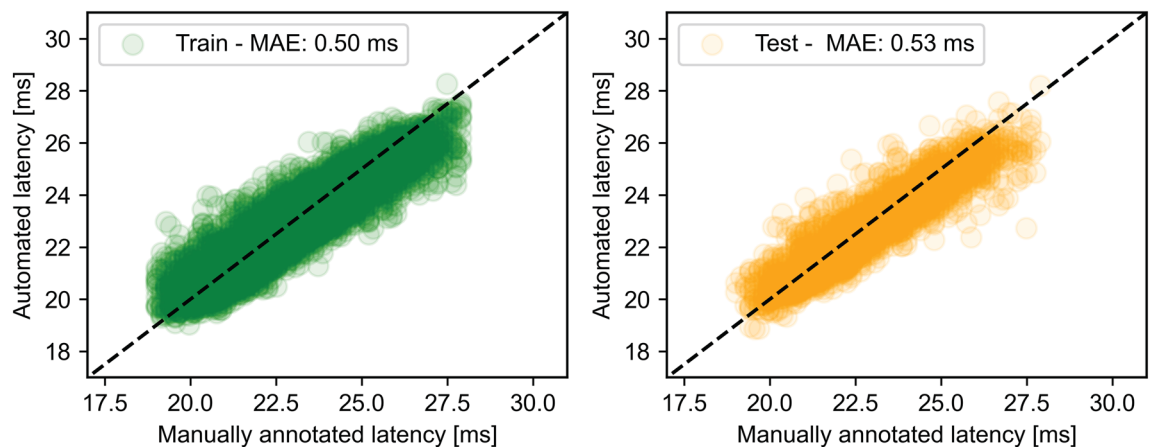 Train - MAE: 0.50 ms
Automated latency [ms]
30
28
26
24
22
20
18
17.5 20.0 22.5 25.0 27.5 30.0
Manually annotated latency [ms]
Test - MAE: 0.53 ms
Automated latency [ms]
30
28
26
24
22
20
18
17.5 20.0 22.5 25.0 27.5 30.0
Manually annotated latency [ms]